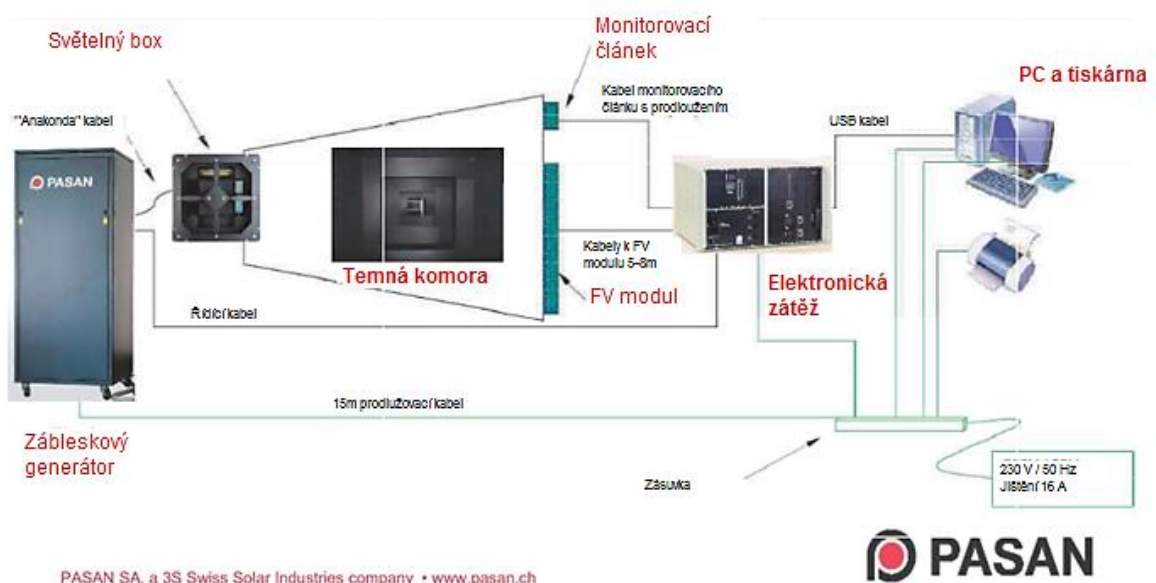 Světelný box
Monitorovací
článek
PC a tiskárna
"Anakonda" kabel
Kabel monitorovacího
článku s prodloužením
USB kabel
PASAN
Temná komora
Kabely k FV
modulu 5-8m
FV modul
Elektronická
zátěž
Řídící kabel
15m prodlužovací kabel
Zábleskový
generátor
Zásuvka
230 V / 50 Hz
Jištění 16 A
PASAN
PASAN SA, a 3S Swiss Solar Industries company • www.pasan.ch